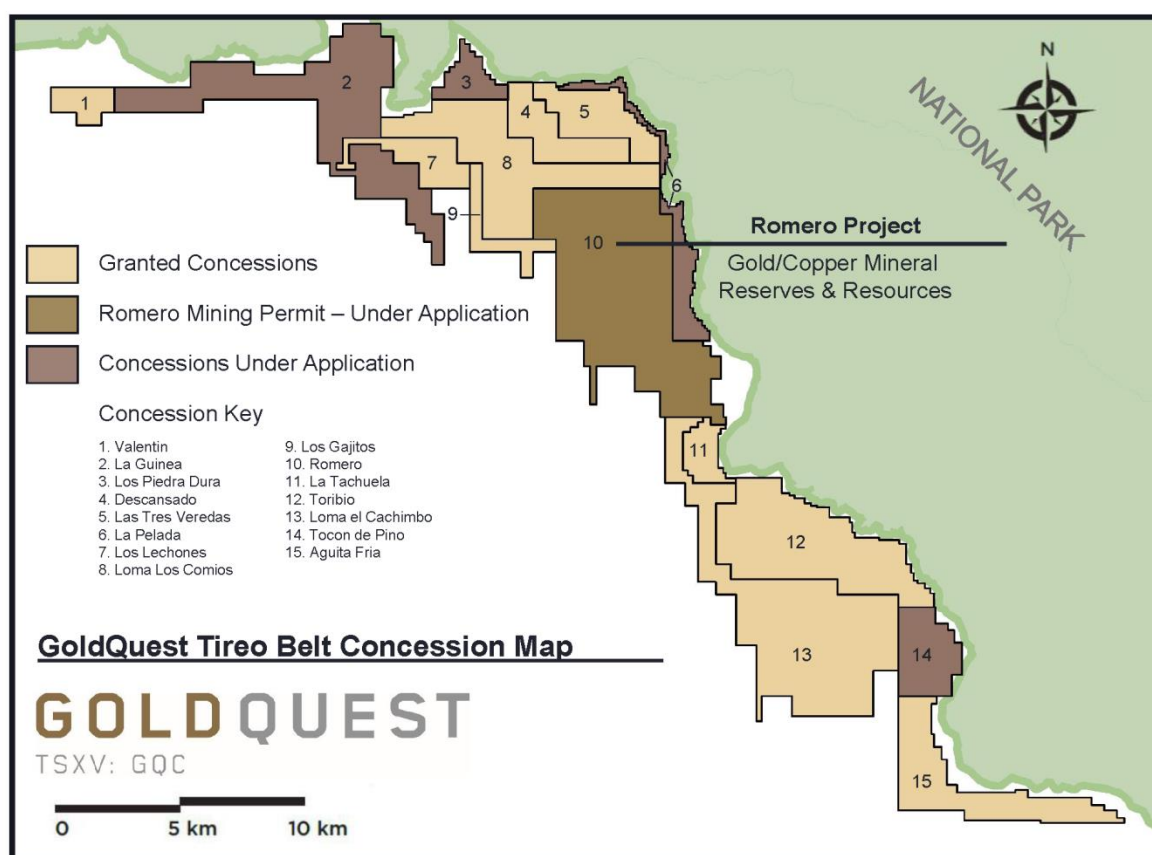 N
NATIONAL PARK
1
2
3
4
5
6
7
8
9
10
11
12
13
14
15
Romero Project
Gold/Copper Mineral
Reserves & Resources
Granted Concessions
Romero Mining Permit – Under Application
Concessions Under Application
Concession Key
1. Valentin
2. La Guinea
3. Los Piedra Dura
4. Descansado
5. Las Tres Veredas
6. La Pelada
7. Los Lechones
8. Loma Los Comios
9. Los Gajitos
10. Romero
11. La Tachuela
12. Toribio
13. Loma el Cachimbo
14. Tocon de Pino
15. Aguita Fria
GoldQuest Tireo Belt Concession Map
GOLDQUEST
TSXV: GQC
0 5 km 10 km